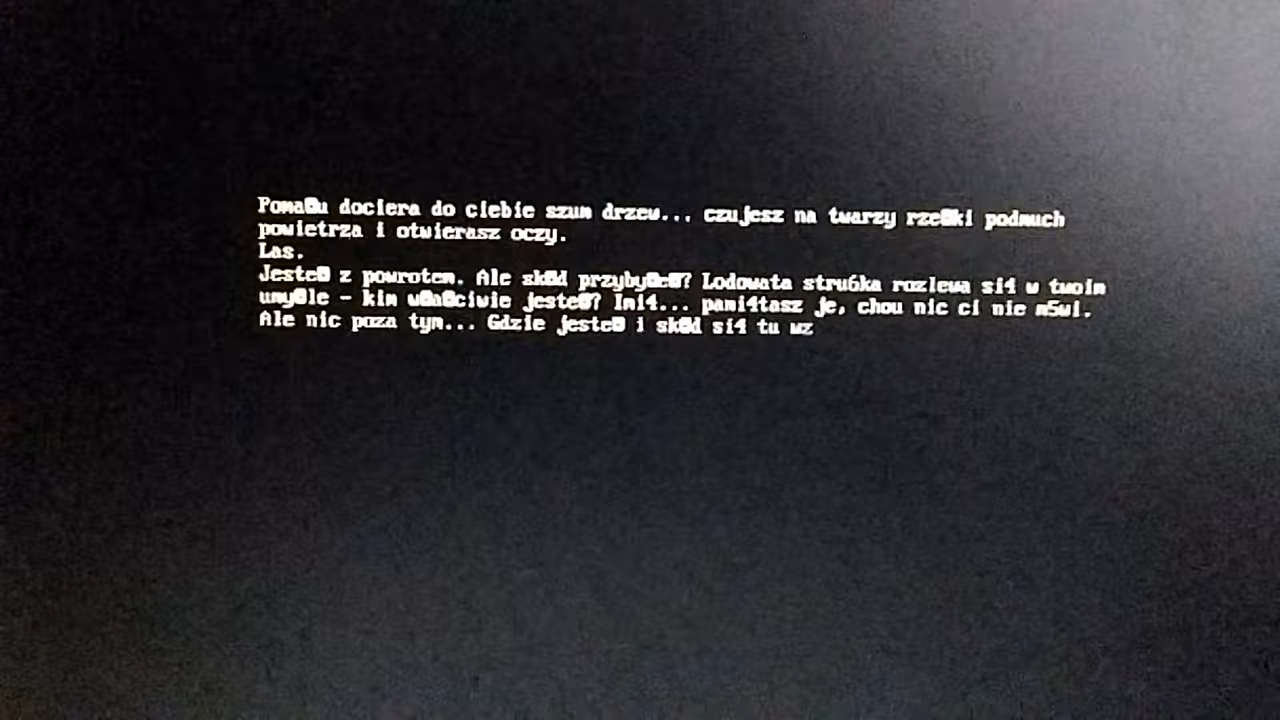 Poma█u dociera do ciebie szum drzew... czujesz na twarzy rze█ki podmuch
powietrza i otwierasz oczy.
Las.
Jeste█ z powrotem. Ale sk█d przyby█e█? Lodowata stru6ka rozlewa si4 w twoim
umy█le - kim w█a█ciwie jeste█? Imi4... pami4tasz je, chou nic ci nie m5wi.
Ale nic poza tym... Gdzie jeste█ i sk█d si4 tu wz